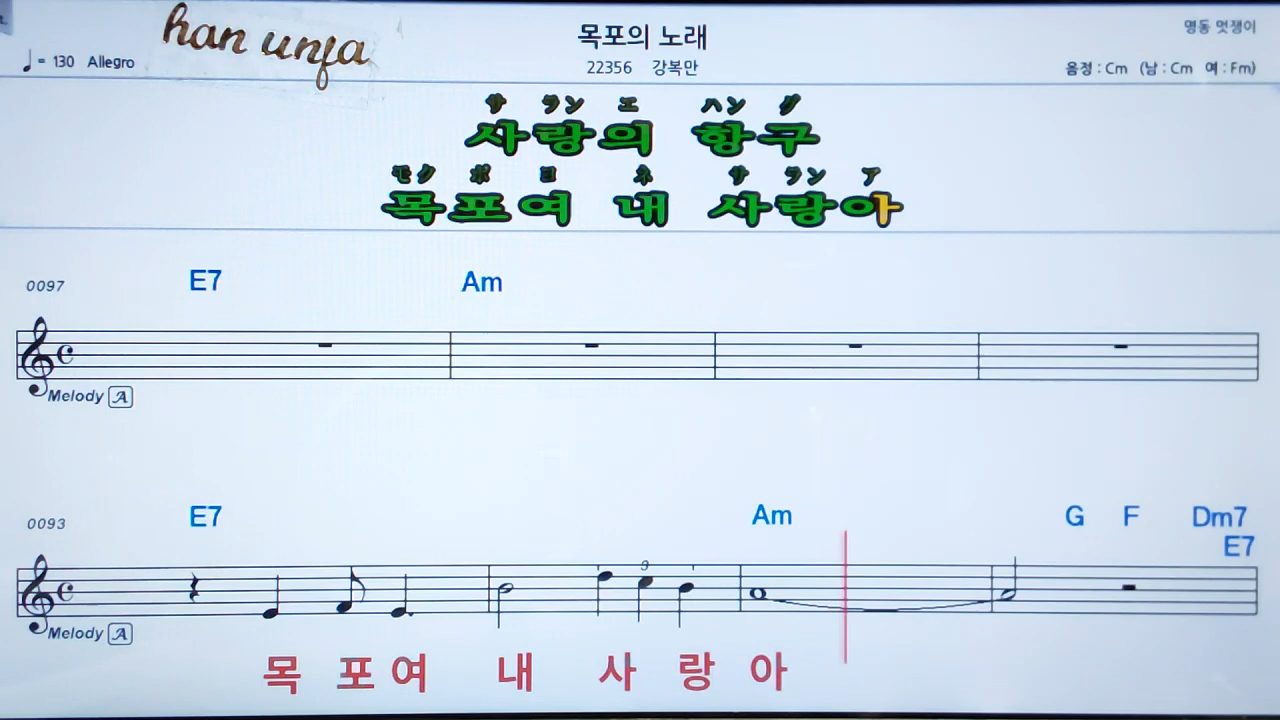 han unfa
목포의 노래
명동 멋쟁이
♩= 130 Allegro
22356 강복만
음정 : Cm (남 : Cm 여 : Fm)
サ ラン エ ハン グ
사랑의 항구
モク ポ ヨ ネ サ ラン ア
목포여 내 사랑아
0097 E7 Am
Melody A
0093 E7 Am G F Dm7
E7
3
Melody A
목 포 여 내 사 랑 아